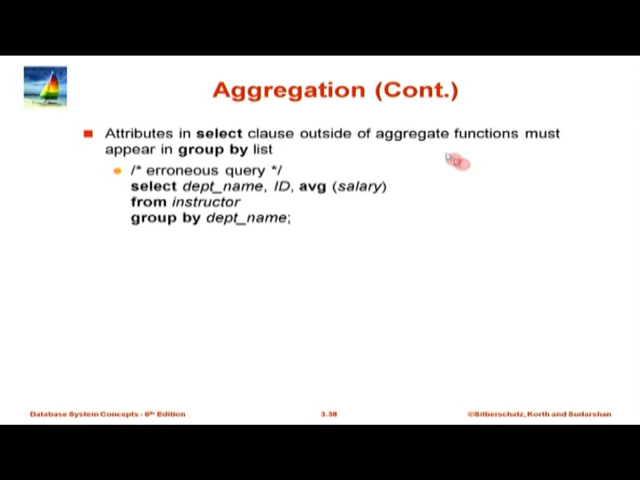 Aggregation (Cont.)
Attributes in select clause outside of aggregate functions must
appear in group by list
/* erroneous query */
select dept_name, ID, avg (salary)
from instructor
group by dept_name;
Database System Concepts - 6th Edition
3.38
©Silberschatz, Korth and Sudarshan